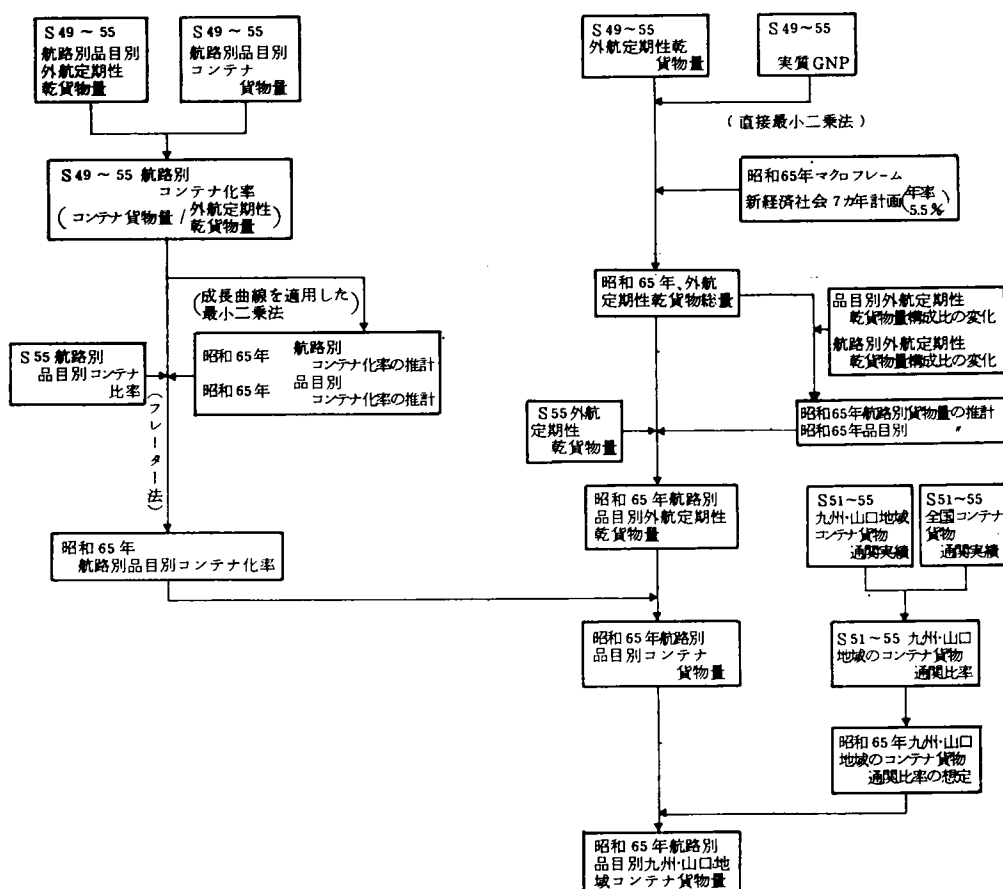 S 49 ～ 55
航路別品目別
外航定期性
乾貨物量
S 49 ～ 55
航路別品目別
コンテナ
貨物量
S 49 ～ 55 航路別
コンテナ化率
(コンテナ貨物量 / 外航定期性
乾貨物量)
(成長曲線を適用した
最小二乗法)
昭和 65 年 航路別
コンテナ化率の推計
昭和 65 年 品目別
コンテナ化率の推計
S 55 航路別
品目別コンテナ
比率
(フレーター法)
昭和 65 年
航路別品目別コンテナ化率
S 49～55
外航定期性乾
貨物量
S 49～55
実質 GNP
(直接最小二乗法)
昭和65年マクロフレーム
新経済社会 7 カ年計画(年率
5.5%)
昭和 65 年、外航
定期性乾貨物総量
品目別外航定期性
乾貨物量構成比の変化
航路別外航定期性
乾貨物量構成比の変化
昭和65年航路別貨物量の推計
昭和65年品目別 〃
S 55 外航
定期性
乾貨物量
昭和 65 年航路別
品目別外航定期性
乾貨物量
S 51～55
九州・山口地域
コンテナ貨物
通関実績
S 51～55
全国コンテナ
貨物
通関実績
昭和 65 年航路別
品目別コンテナ
貨物量
S 51～55 九州・山口
地域のコンテナ貨物
通関比率
昭和 65 年九州・山口
地域のコンテナ貨物
通関比率の想定
昭和 65 年航路別
品目別九州・山口地
域コンテナ貨物量